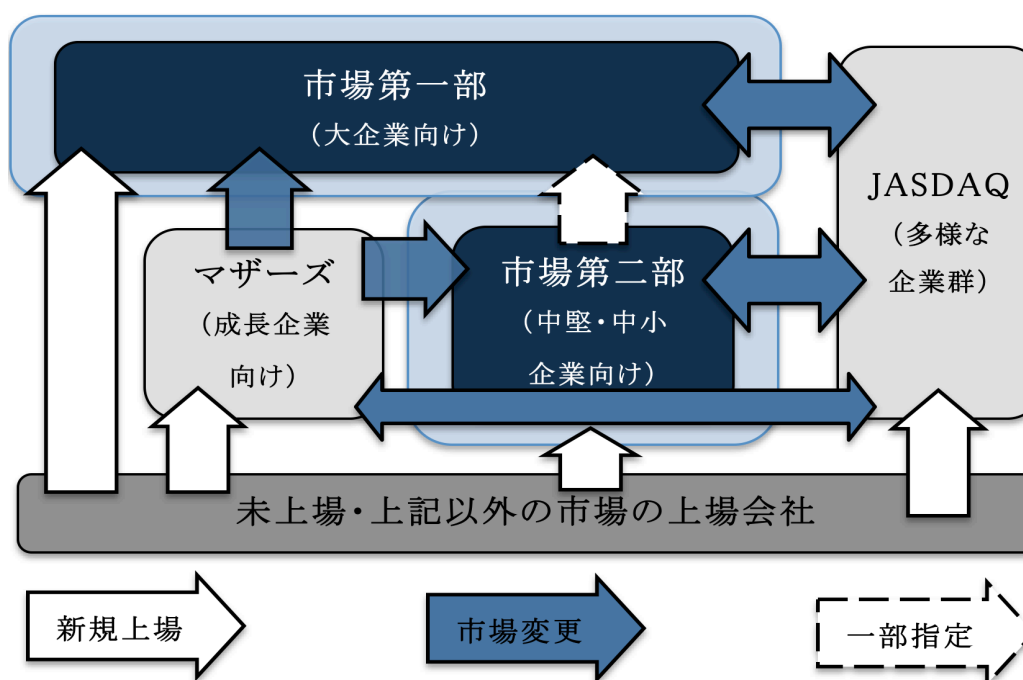 市場第一部
（大企業向け）
JASDAQ
（多様な
企業群）
マザーズ
（成長企業
向け）
市場第二部
（中堅・中小
企業向け）
未上場・上記以外の市場の上場会社
新規上場
市場変更
一部指定